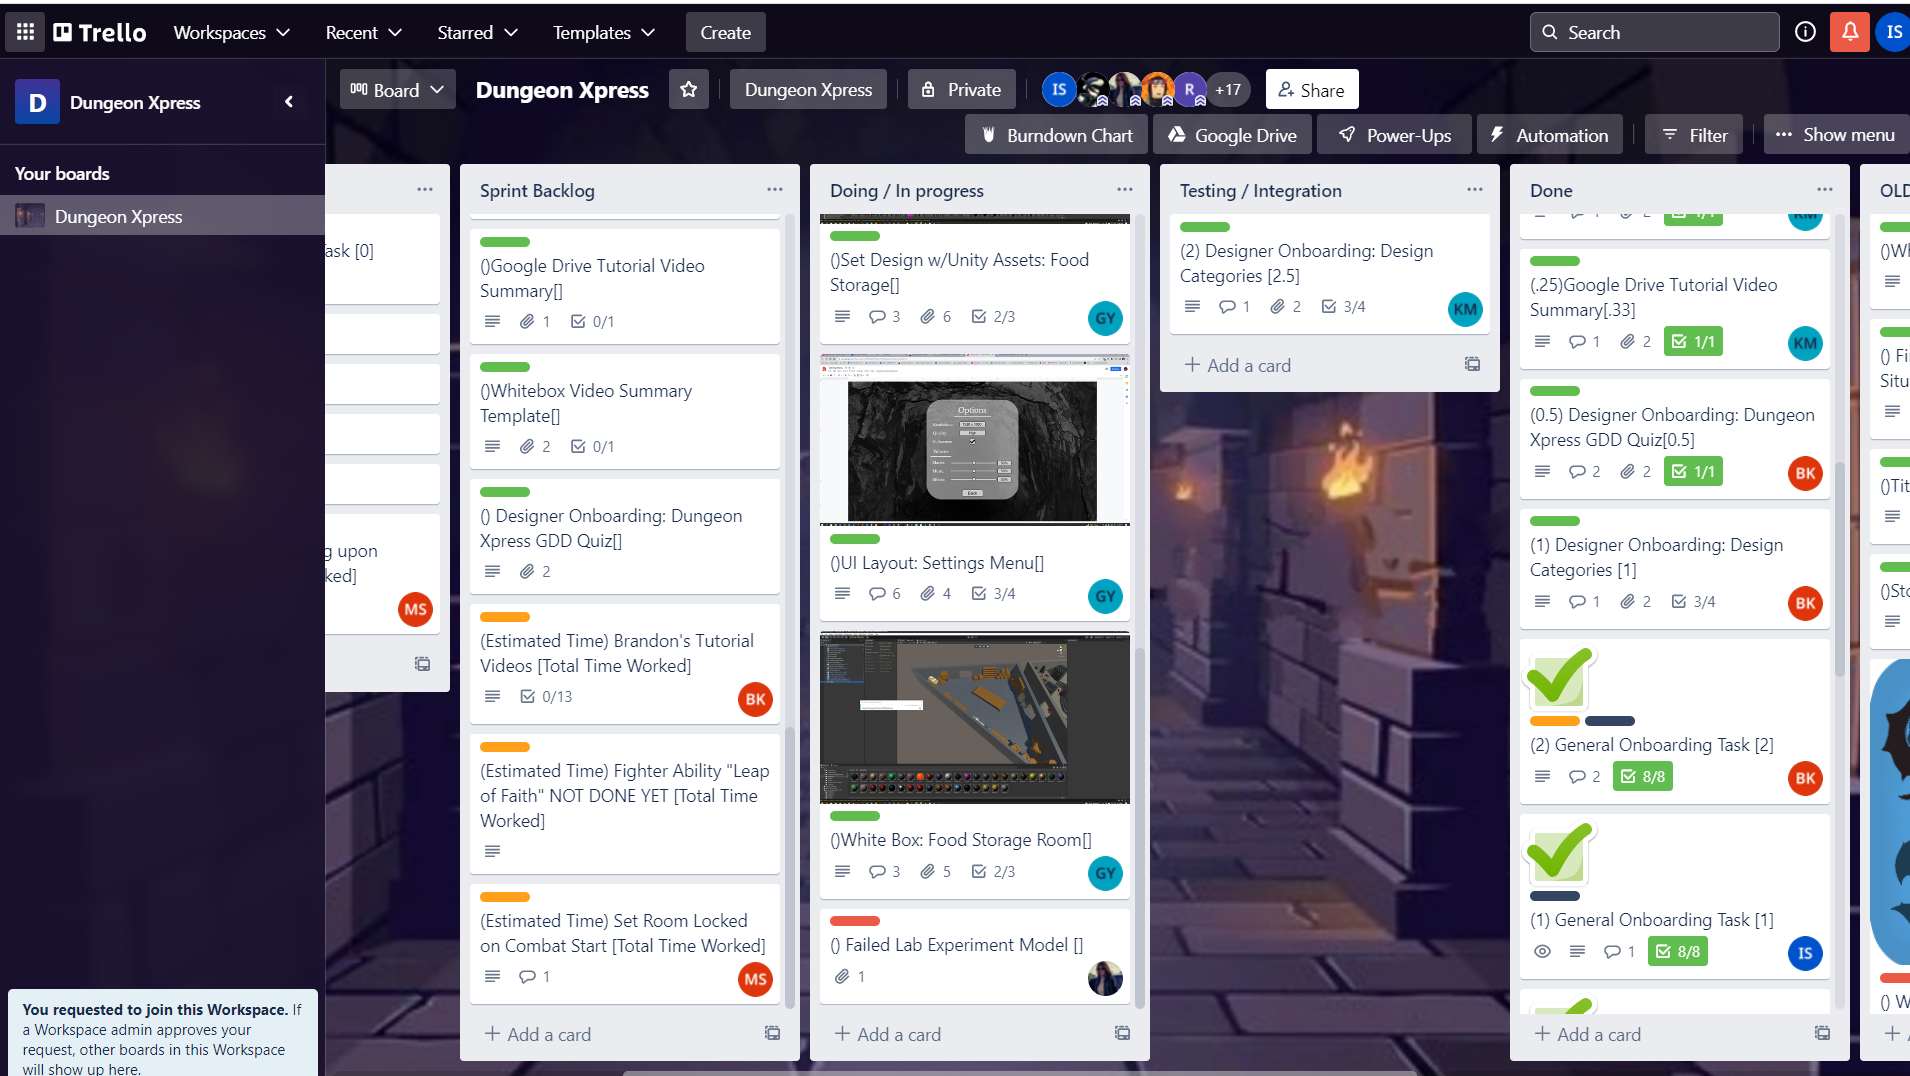 Trello
Workspaces
Recent
Starred
Templates
Create
Search
IS
D
Dungeon Xpress
Board
Dungeon Xpress
Dungeon Xpress
Private
IS
R
+17
Share
Burndown Chart
Google Drive
Power-Ups
Automation
Filter
Show menu
Your boards
Dungeon Xpress
You requested to join this Workspace. If
a Workspace admin approves your
request, other boards in this Workspace
will show up here.
ask [0]
g upon
ked]
MS
Sprint Backlog
()Google Drive Tutorial Video
Summary[]
1 0/1
()Whitebox Video Summary
Template[]
2 0/1
() Designer Onboarding: Dungeon
Xpress GDD Quiz[]
2
(Estimated Time) Brandon's Tutorial
Videos [Total Time Worked]
0/13
BK
(Estimated Time) Fighter Ability "Leap
of Faith" NOT DONE YET [Total Time
Worked]
(Estimated Time) Set Room Locked
on Combat Start [Total Time Worked]
1
MS
Add a card
Doing / In progress
()Set Design w/Unity Assets: Food
Storage[]
3 6 2/3
GY
Options
Back
()UI Layout: Settings Menu[]
6 4 3/4
GY
()White Box: Food Storage Room[]
3 5 2/3
GY
() Failed Lab Experiment Model []
1
Add a card
Testing / Integration
(2) Designer Onboarding: Design
Categories [2.5]
1 2 3/4
KM
Add a card
Done
1 2 1/1
KM
(.25)Google Drive Tutorial Video
Summary[.33]
1 2 1/1
KM
(0.5) Designer Onboarding: Dungeon
Xpress GDD Quiz[0.5]
2 2 1/1
BK
(1) Designer Onboarding: Design
Categories [1]
1 2 3/4
BK
(2) General Onboarding Task [2]
2 8/8
BK
(1) General Onboarding Task [1]
1 8/8
IS
Add a card
OLD
()Wh
() Fi
Situ
()Tit
()Sto
() W